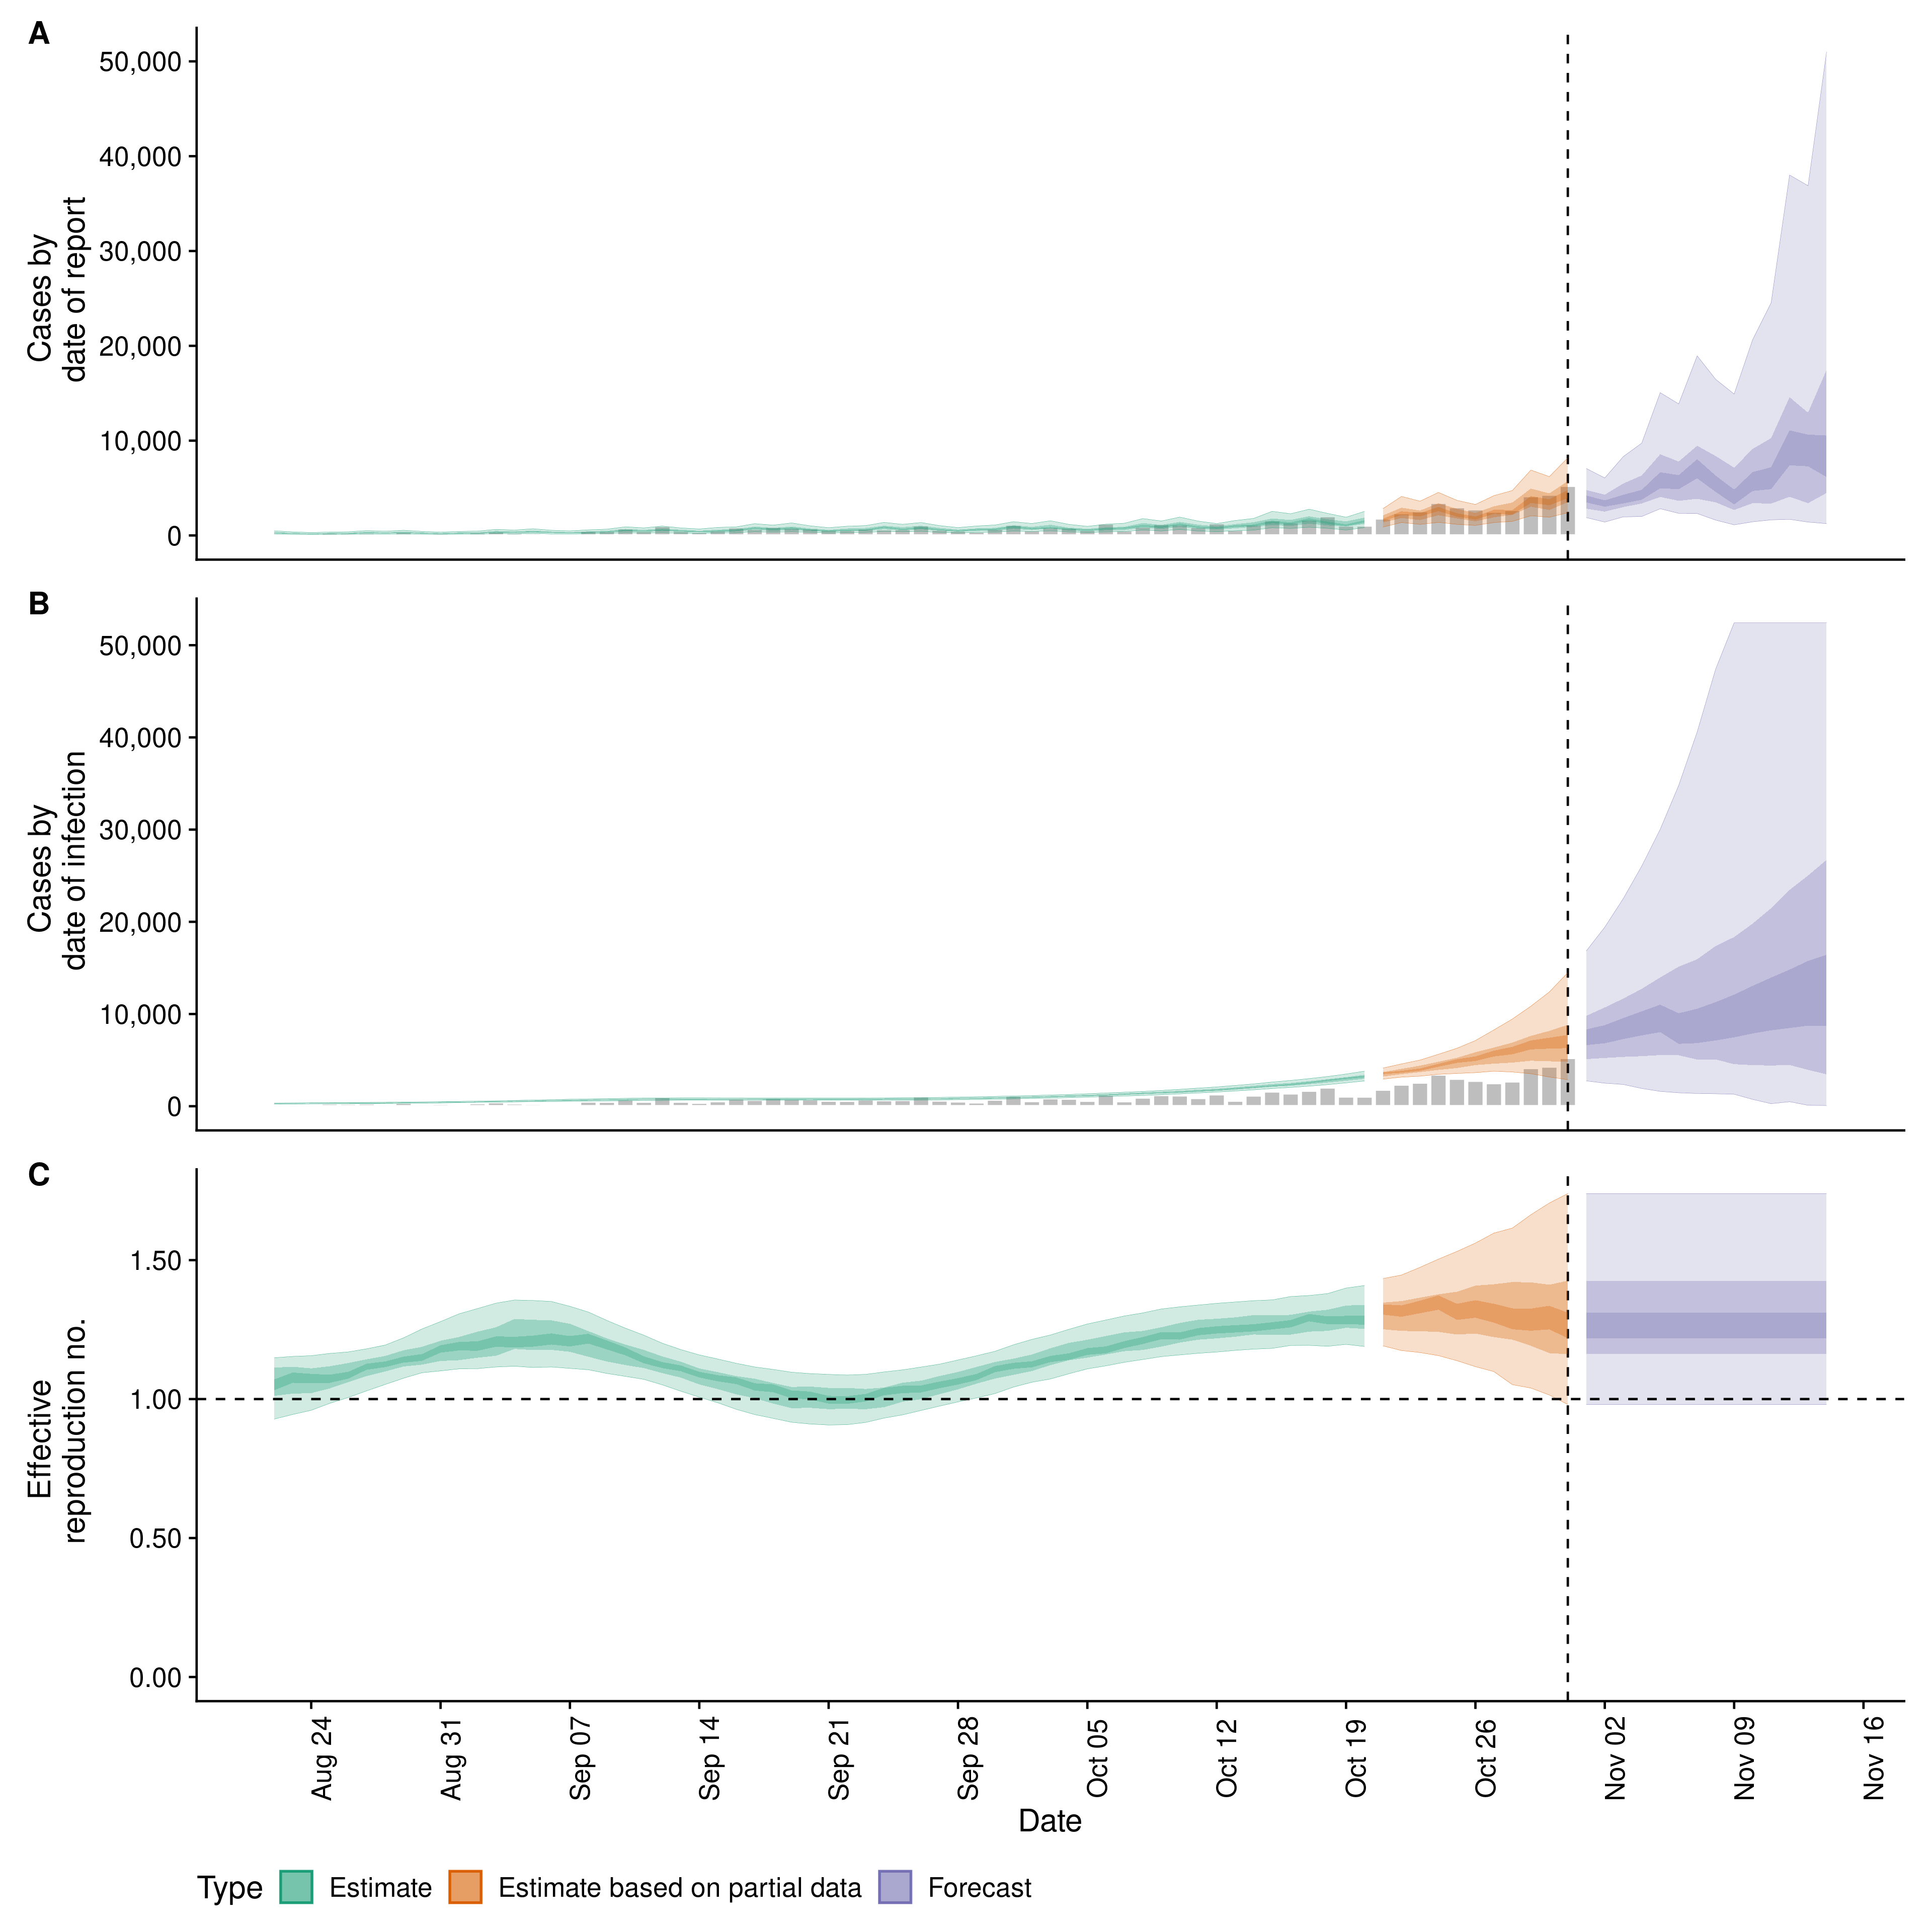 A
50,000
40,000
30,000
20,000
10,000
0
Cases by
date of report
B
50,000
40,000
30,000
20,000
10,000
0
Cases by
date of infection
C
1.50
1.00
0.50
0.00
Effective
reproduction no.
Aug 24
Aug 31
Sep 07
Sep 14
Sep 21
Sep 28
Oct 05
Oct 12
Oct 19
Oct 26
Nov 02
Nov 09
Nov 16
Date
Type Estimate Estimate based on partial data Forecast